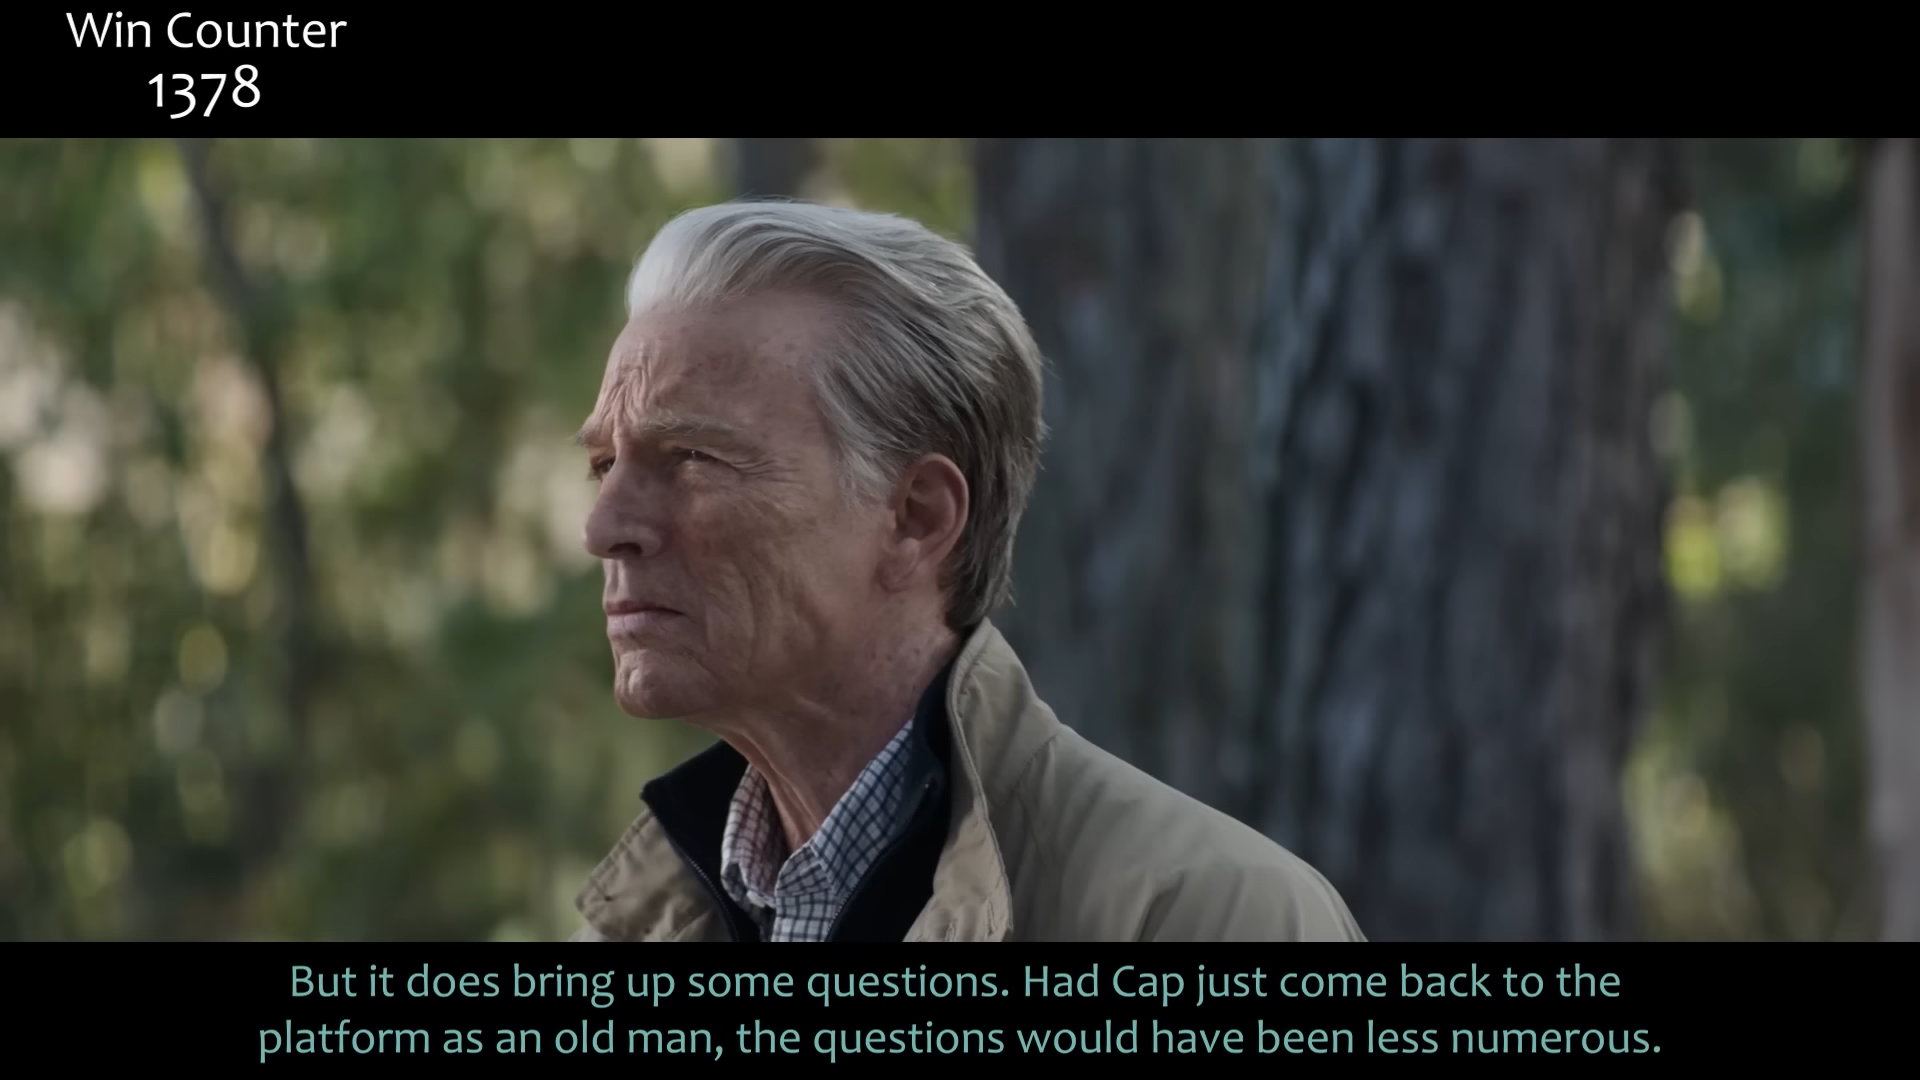 Win Counter
1378
But it does bring up some questions. Had Cap just come back to the
platform as an old man, the questions would have been less numerous.